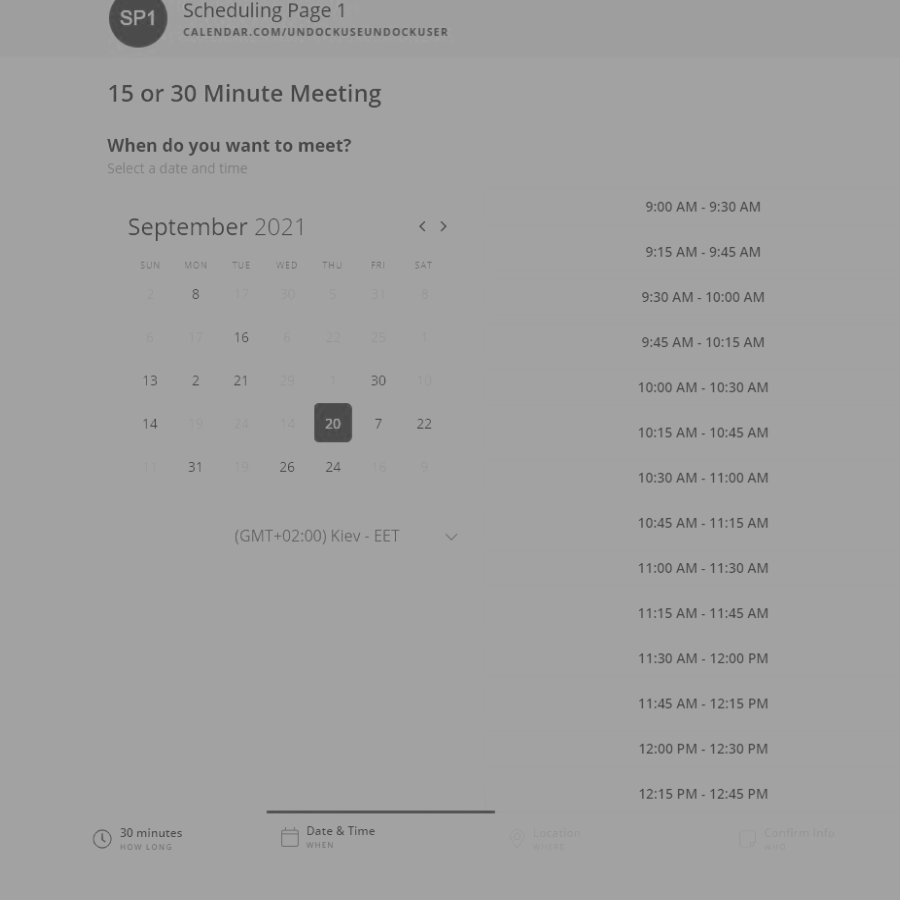 SP1
Scheduling Page 1
CALENDAR.COM/UNDOCKUSEUNDOCKUSER
15 or 30 Minute Meeting
When do you want to meet?
Select a date and time
September 2021
SUN MON TUE WED THU FRI SAT
2 8 17 30 5 31 8
6 17 16 6 22 25 1
13 2 21 29 1 30 10
14 19 24 14 20 7 22
11 31 19 26 24 16 9
(GMT+02:00) Kiev - EET
9:00 AM - 9:30 AM
9:15 AM - 9:45 AM
9:30 AM - 10:00 AM
9:45 AM - 10:15 AM
10:00 AM - 10:30 AM
10:15 AM - 10:45 AM
10:30 AM - 11:00 AM
10:45 AM - 11:15 AM
11:00 AM - 11:30 AM
11:15 AM - 11:45 AM
11:30 AM - 12:00 PM
11:45 AM - 12:15 PM
12:00 PM - 12:30 PM
12:15 PM - 12:45 PM
30 minutes
HOW LONG
Date & Time
WHEN
Location
WHERE
Confirm Info